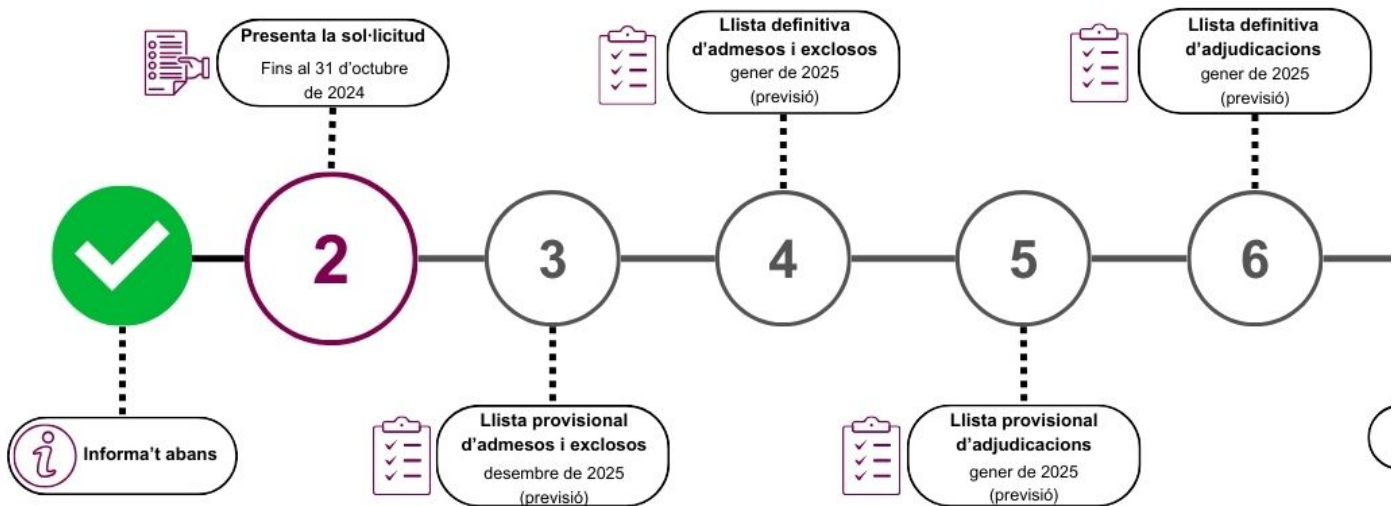 Presenta la sol·licitud
Fins al 31 d’octubre
de 2024
Llista definitiva
d’admesos i exclosos
gener de 2025
(previsió)
Llista definitiva
d’adjudicacions
gener de 2025
(previsió)
2
3
4
5
6
Informa’t abans
Llista provisional
d’admesos i exclosos
desembre de 2025
(previsió)
Llista provisional
d’adjudicacions
gener de 2025
(previsió)